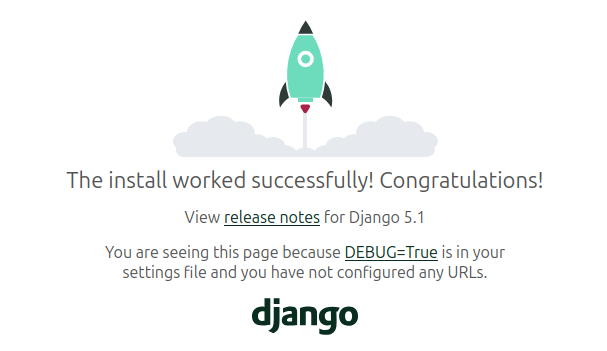 The install worked successfully! Congratulations!
View release notes for Django 5.1
You are seeing this page because DEBUG=True is in your
settings file and you have not configured any URLs.
django